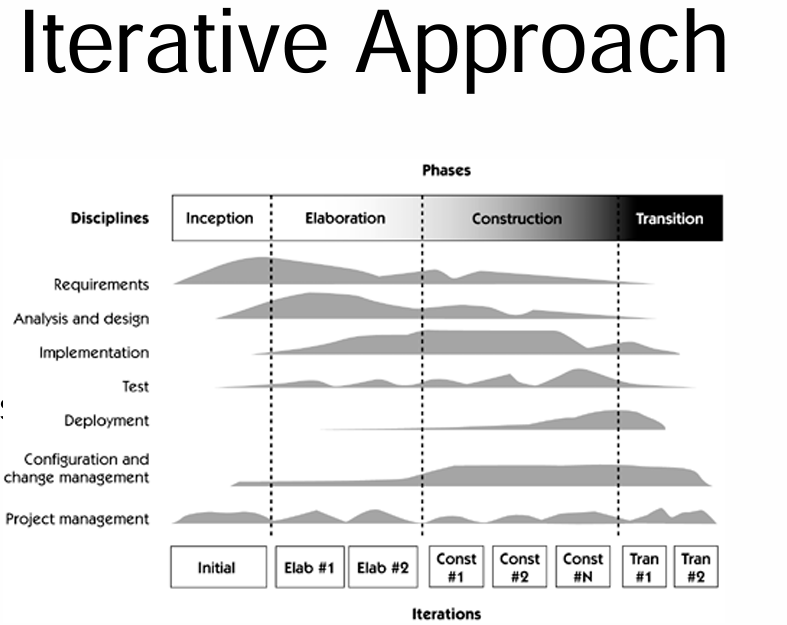 Iterative Approach
Phases
Disciplines Inception Elaboration Construction Transition
Requirements
Analysis and design
Implementation
Test
Deployment
Configuration and
change management
Project management
Initial Elab #1 Elab #2 Const #1 Const #2 Const #N Tran #1 Tran #2
Iterations